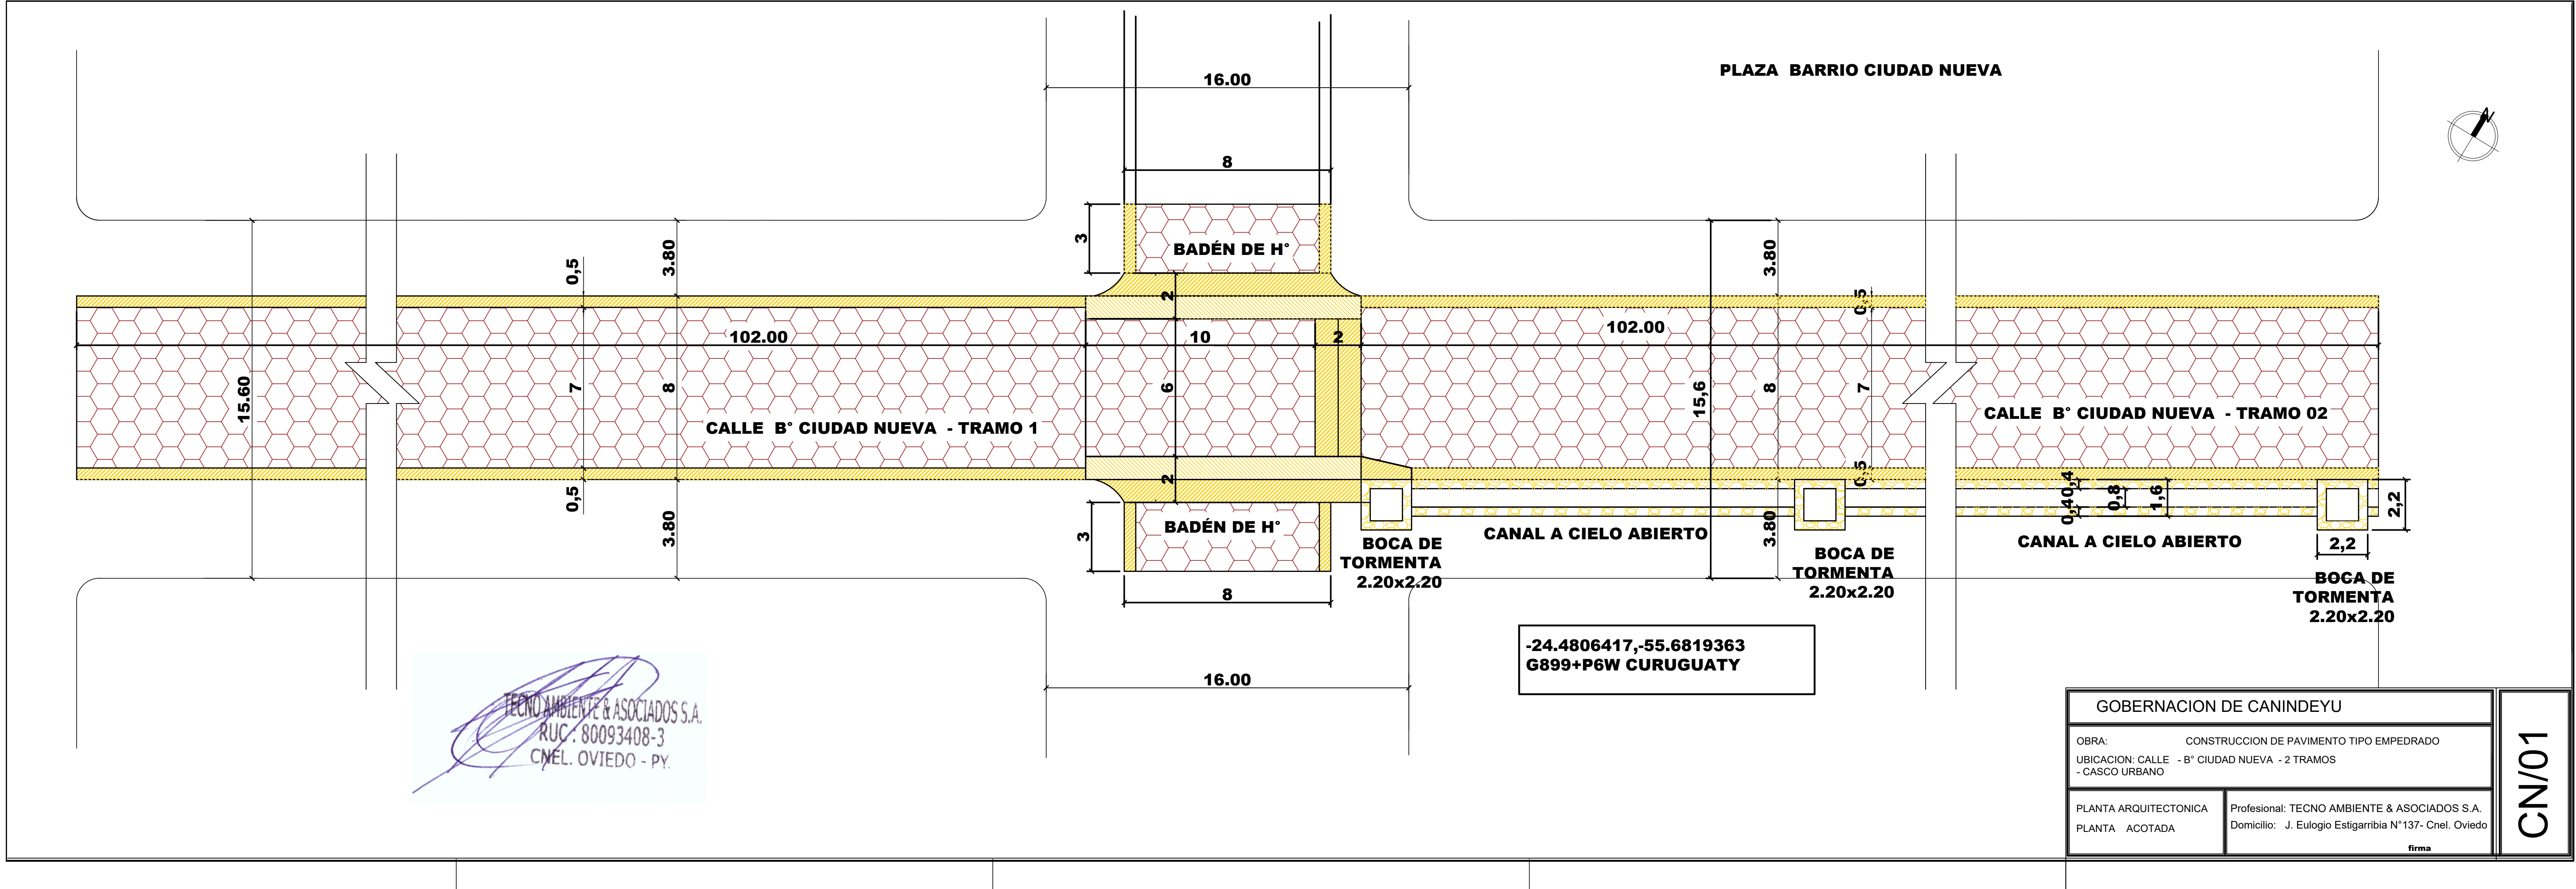 PLAZA BARRIO CIUDAD NUEVA
N
16.00
8
3
BADÉN DE H°
3.80
0,5
3.80
0,5
2
102.00
10
2
102.00
15.60
7
8
6
15,6
8
7
CALLE B° CIUDAD NUEVA - TRAMO 1
CALLE B° CIUDAD NUEVA - TRAMO 02
2
0,5
0,5
3.80
3.80
0,4
0,4
0,8
1,6
2,2
2,2
3
BADÉN DE H°
8
CANAL A CIELO ABIERTO
CANAL A CIELO ABIERTO
BOCA DE
TORMENTA
2.20x2.20
BOCA DE
TORMENTA
2.20x2.20
BOCA DE
TORMENTA
2.20x2.20
-24.4806417,-55.6819363
G899+P6W CURUGUATY
16.00
TECNO AMBIENTE & ASOCIADOS S.A.
RUC : 80093408-3
CNEL. OVIEDO - PY.
GOBERNACION DE CANINDEYU
OBRA: CONSTRUCCION DE PAVIMENTO TIPO EMPEDRADO
UBICACION: CALLE - B° CIUDAD NUEVA - 2 TRAMOS
- CASCO URBANO
PLANTA ARQUITECTONICA
PLANTA ACOTADA
Profesional: TECNO AMBIENTE & ASOCIADOS S.A.
Domicilio: J. Eulogio Estigarribia N°137- Cnel. Oviedo
firma
CN/01